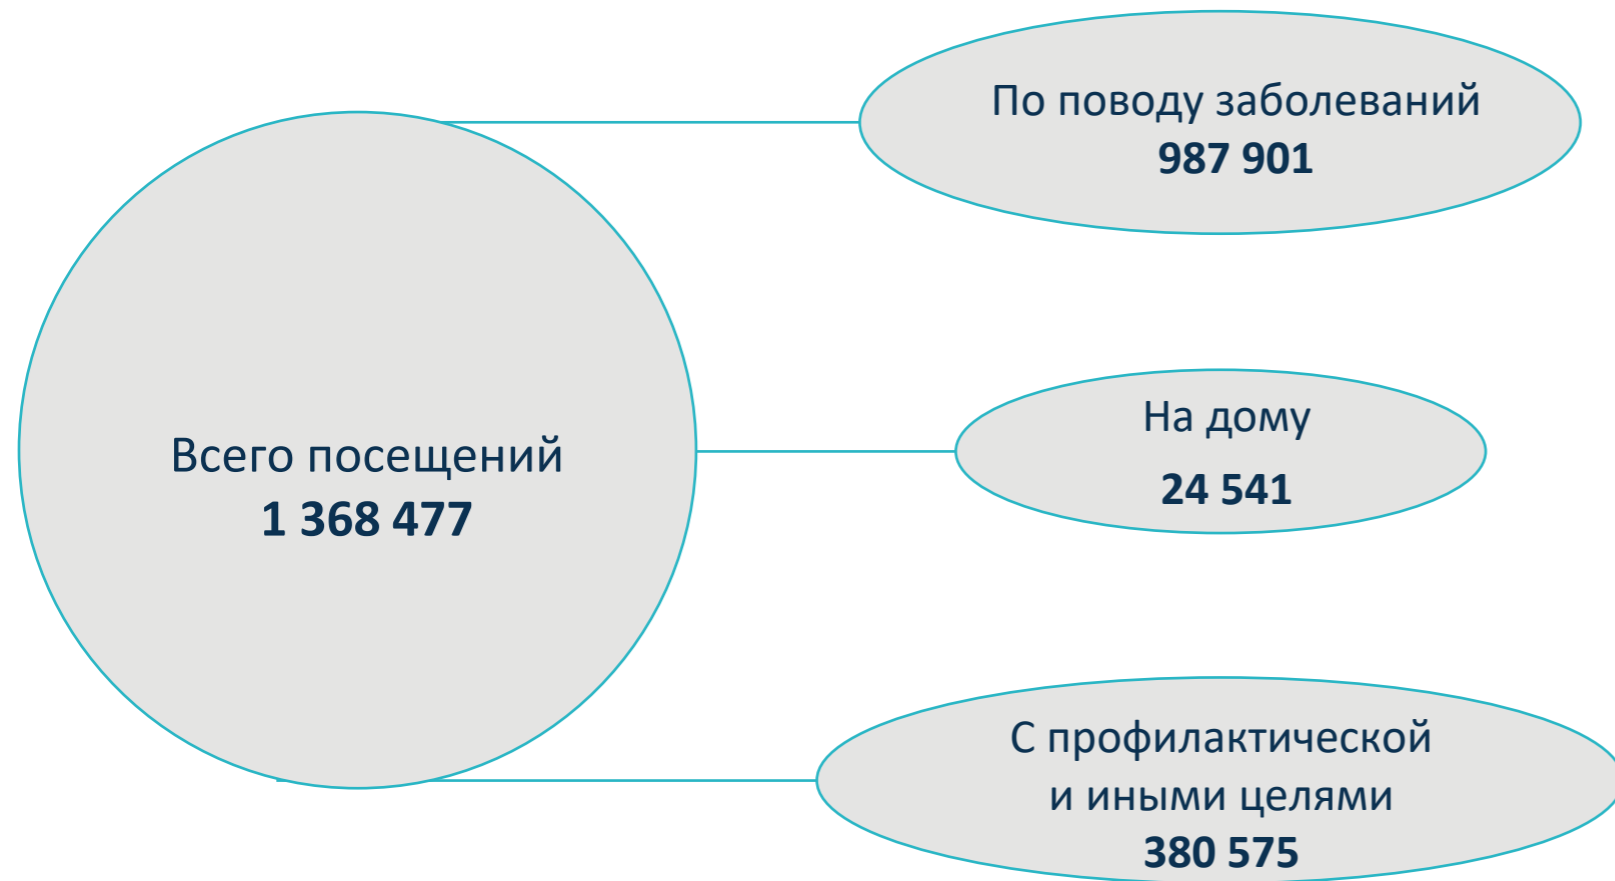 По поводу заболеваний
987 901
Всего посещений
1 368 477
На дому
24 541
С профилактической
и иными целями
380 575